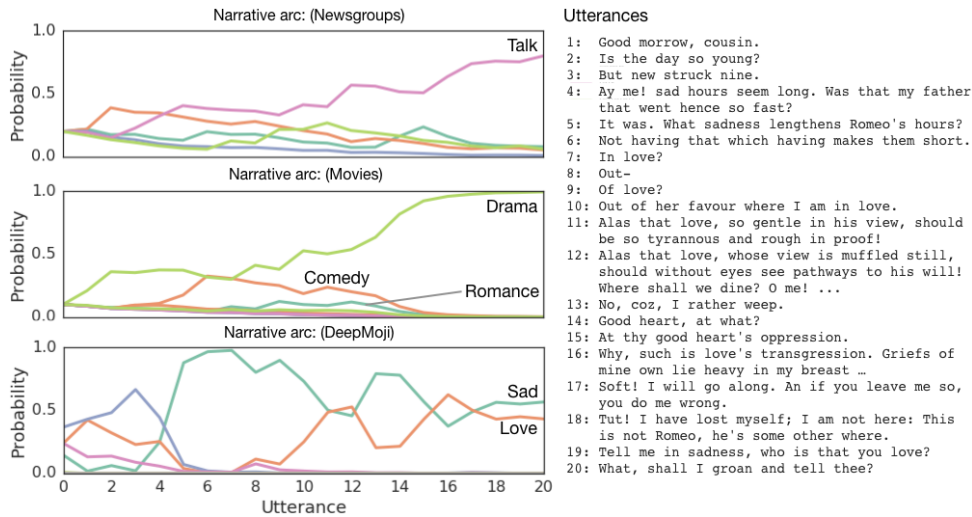 Narrative arc: (Newsgroups)
1.0
Talk
Probability
0.5
0.0
Narrative arc: (Movies)
1.0
Drama
Probability
0.5
Comedy
Romance
0.0
Narrative arc: (DeepMoji)
1.0
Sad
Probability
0.5
Love
0.0
0 2 4 6 8 10 12 14 16 18 20
Utterance
Utterances
1: Good morrow, cousin.
2: Is the day so young?
3: But new struck nine.
4: Ay me! sad hours seem long. Was that my father
that went hence so fast?
5: It was. What sadness lengthens Romeo's hours?
6: Not having that which having makes them short.
7: In love?
8: Out-
9: Of love?
10: Out of her favour where I am in love.
11: Alas that love, so gentle in his view, should
be so tyrannous and rough in proof!
12: Alas that love, whose view is muffled still,
should without eyes see pathways to his will!
Where shall we dine? O me! ...
13: No, coz, I rather weep.
14: Good heart, at what?
15: At thy good heart's oppression.
16: Why, such is love's transgression. Griefs of
mine own lie heavy in my breast …
17: Soft! I will go along. An if you leave me so,
you do me wrong.
18: Tut! I have lost myself; I am not here: This
is not Romeo, he's some other where.
19: Tell me in sadness, who is that you love?
20: What, shall I groan and tell thee?